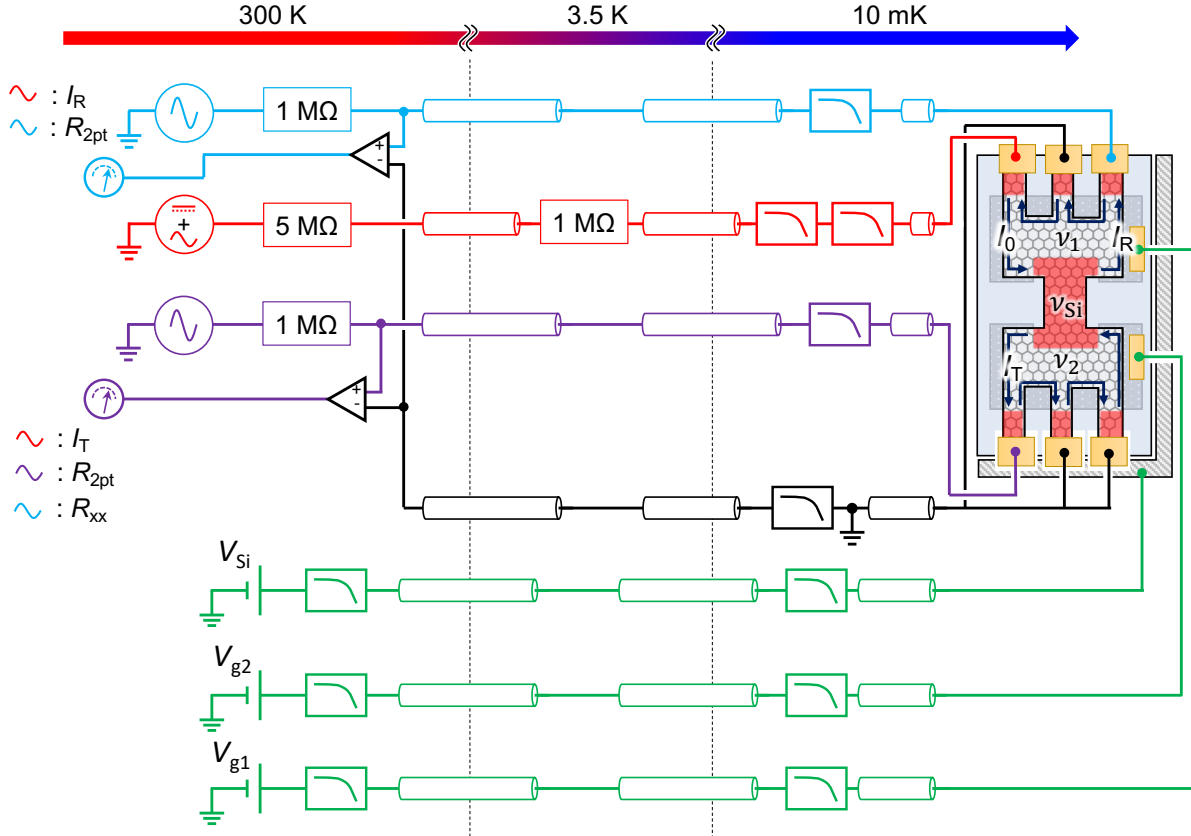 300 K 3.5 K 10 mK
: I_R
: R_2pt
1 MΩ
+
-
+
5 MΩ
1 MΩ
I_0 ν_1 I_R
ν_Si
1 MΩ
I_T ν_2
+
-
: I_T
: R_2pt
: R_xx
V_Si
V_g2
V_g1